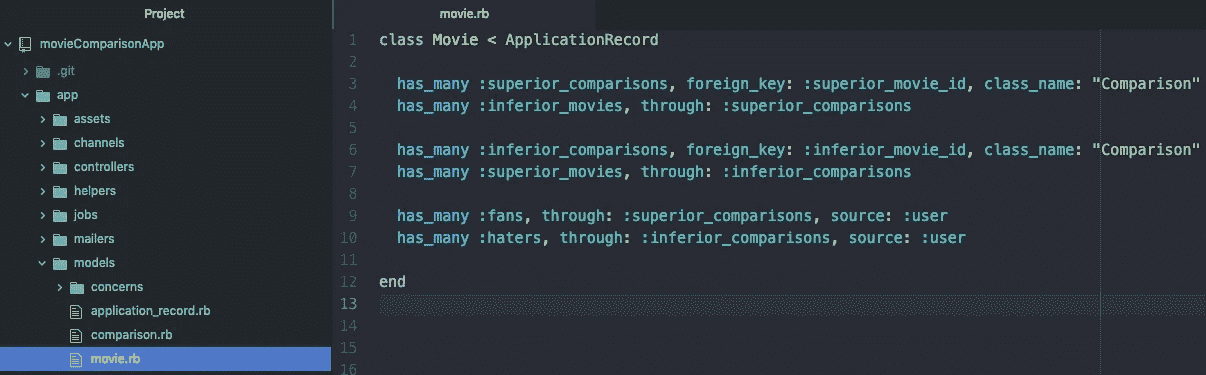 Project
movieComparisonApp
.git
app
assets
channels
controllers
helpers
jobs
mailers
models
concerns
application_record.rb
comparison.rb
movie.rb
movie.rb
1 class Movie < ApplicationRecord
2
3 has_many :superior_comparisons, foreign_key: :superior_movie_id, class_name: "Comparison"
4 has_many :inferior_movies, through: :superior_comparisons
5
6 has_many :inferior_comparisons, foreign_key: :inferior_movie_id, class_name: "Comparison"
7 has_many :superior_movies, through: :inferior_comparisons
8
9 has_many :fans, through: :superior_comparisons, source: :user
10 has_many :haters, through: :inferior_comparisons, source: :user
11
12 end
13
14
15
16